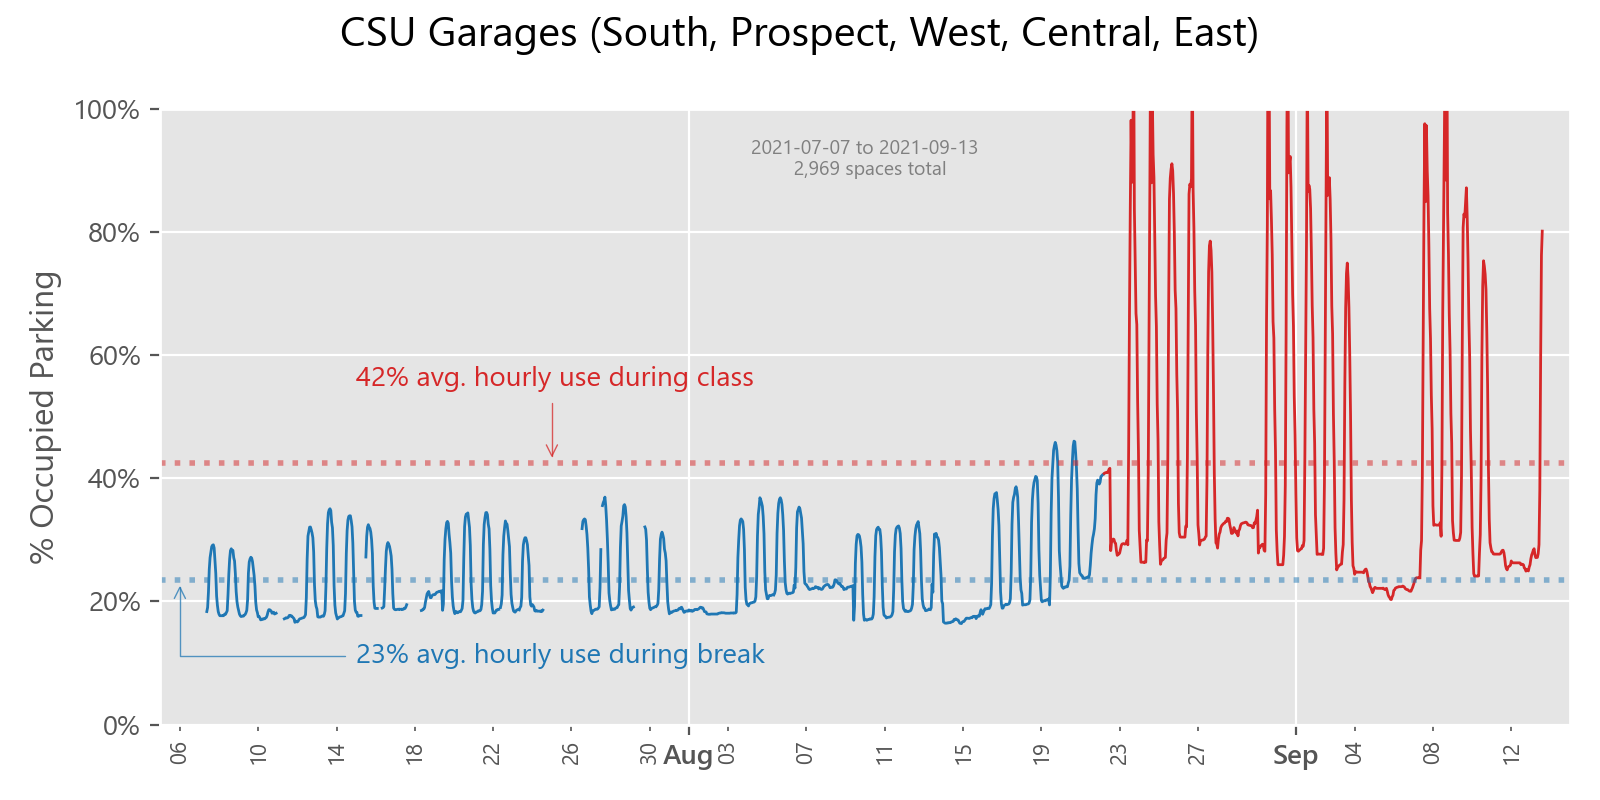 CSU Garages (South, Prospect, West, Central, East)
% Occupied Parking
100%
80%
60%
40%
20%
0%
2021-07-07 to 2021-09-13
2,969 spaces total
42% avg. hourly use during class
23% avg. hourly use during break
06 10 14 18 22 26 30 Aug 03 07 11 15 19 23 27 Sep 04 08 12